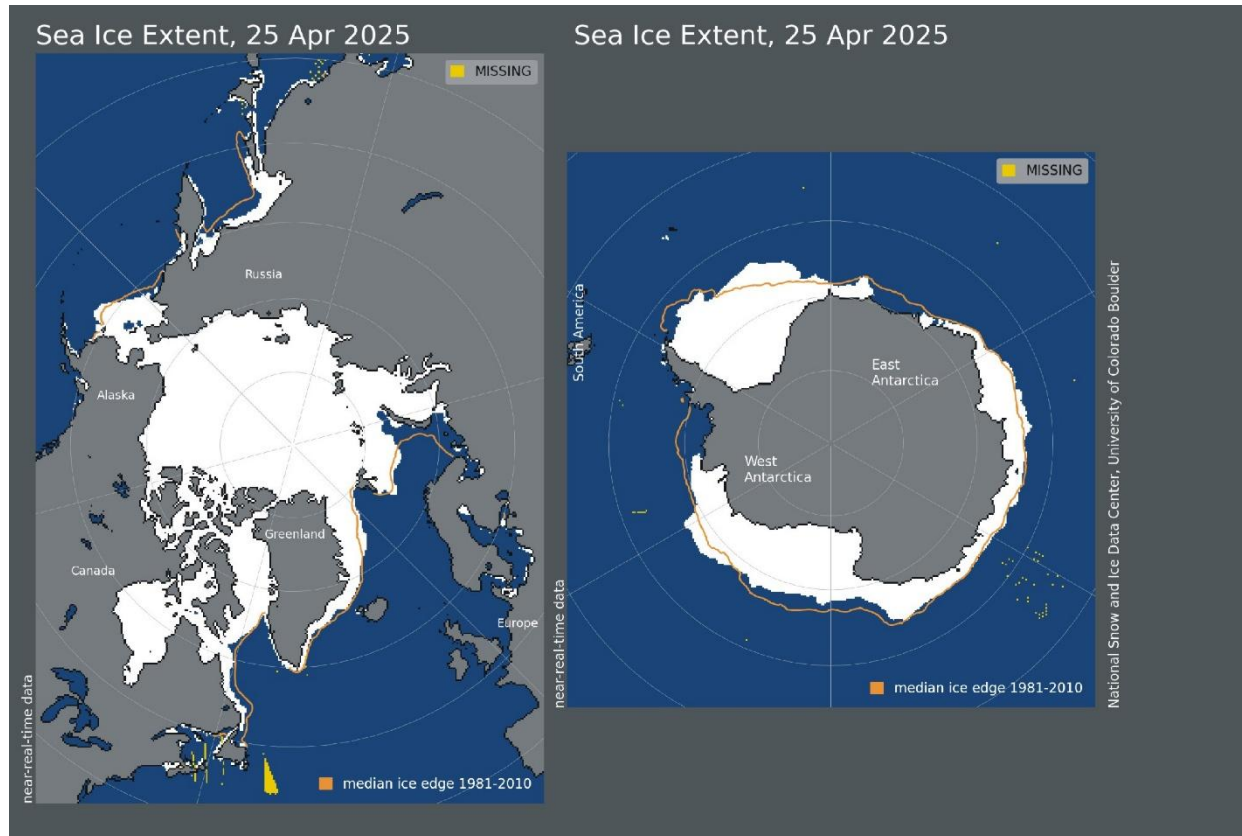 Sea Ice Extent, 25 Apr 2025
MISSING
Russia
Alaska
Greenland
Canada
Europe
near-real-time data
median ice edge 1981-2010
Sea Ice Extent, 25 Apr 2025
MISSING
South America
East
Antarctica
West
Antarctica
near-real-time data
median ice edge 1981-2010
National Snow and Ice Data Center, University of Colorado Boulder